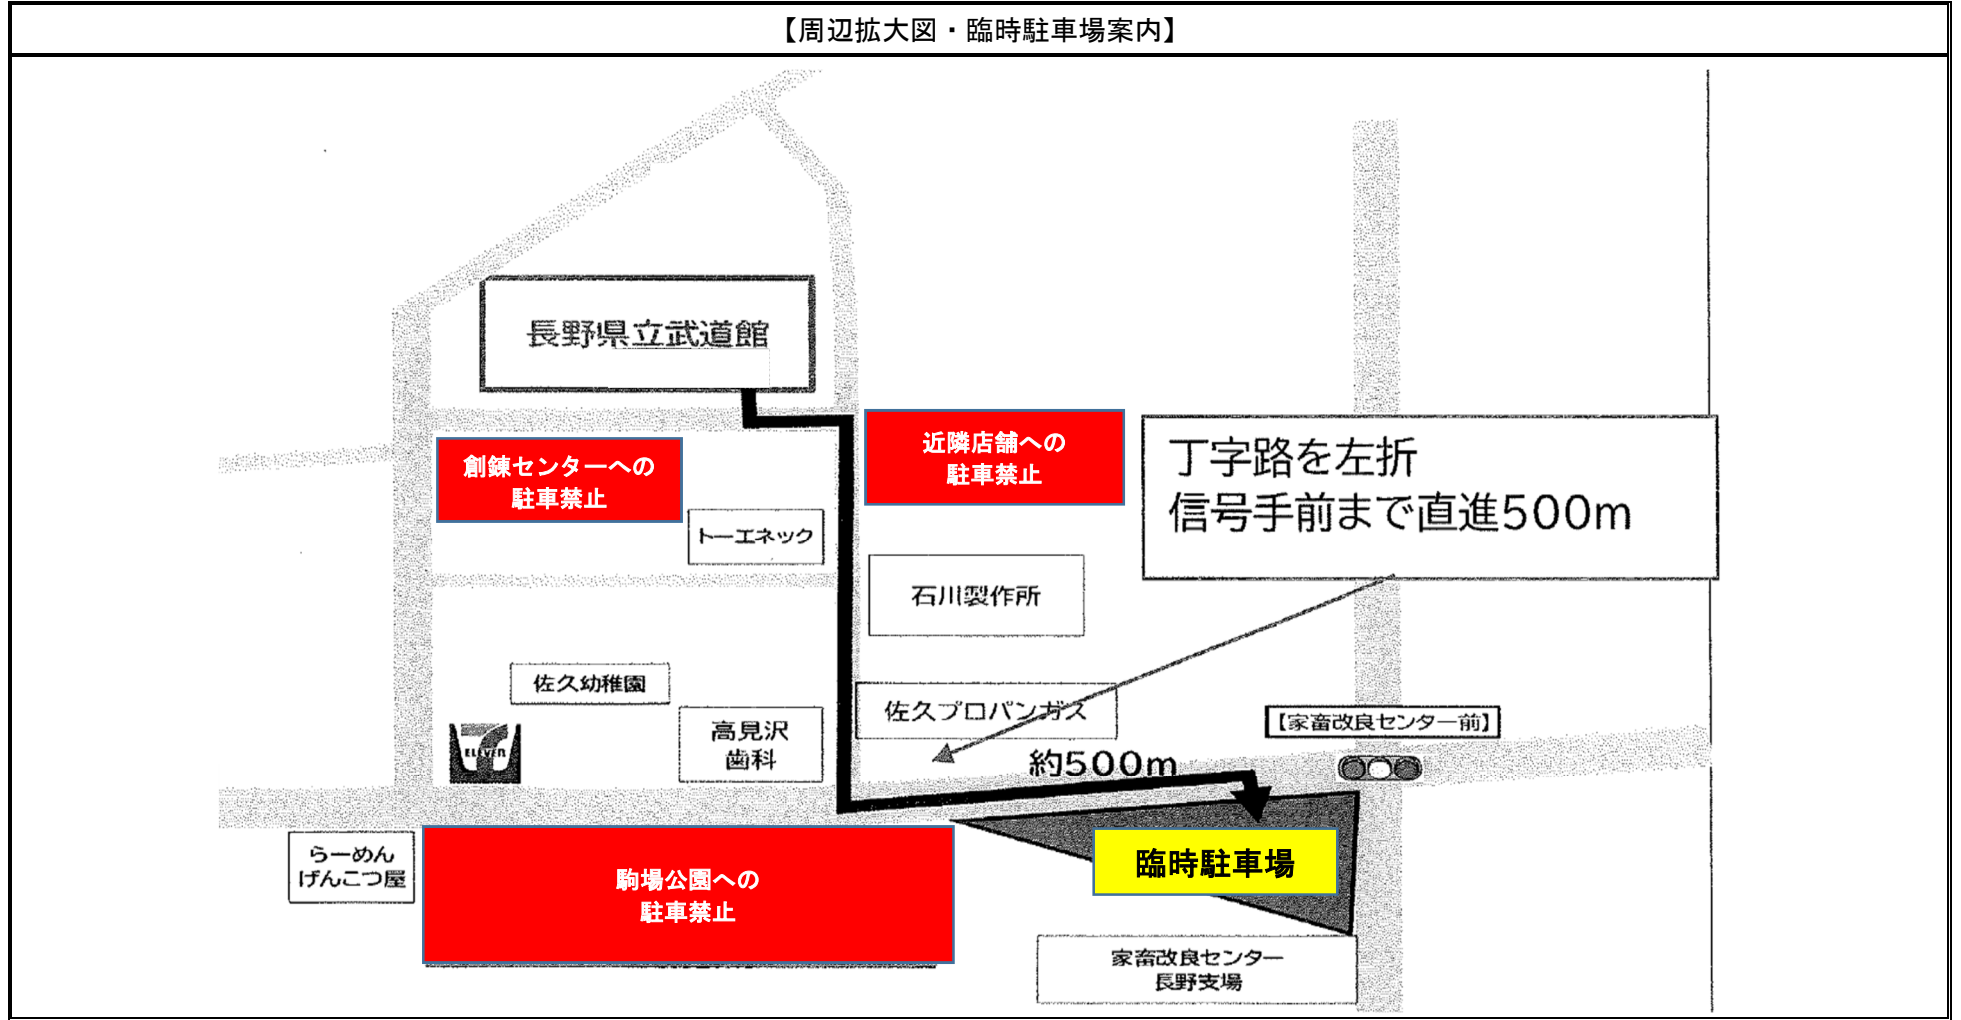 【周辺拡大図・臨時駐車場案内】
長野県立武道館
近隣店舗への
駐車禁止
創錬センターへの
駐車禁止
丁字路を左折
信号手前まで直進500m
トーエネック
石川製作所
佐久幼稚園
佐久プロパンガス
高見沢
歯科
【家畜改良センター前】
7
ELEVEN
約500m
らーめん
げんこつ屋
駒場公園への
駐車禁止
臨時駐車場
家畜改良センター
長野支場